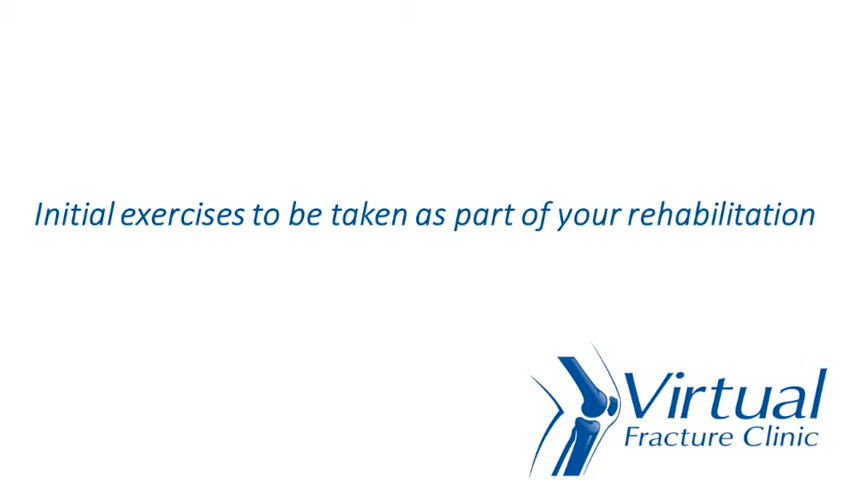 Initial exercises to be taken as part of your rehabilitation
Virtual
Fracture Clinic